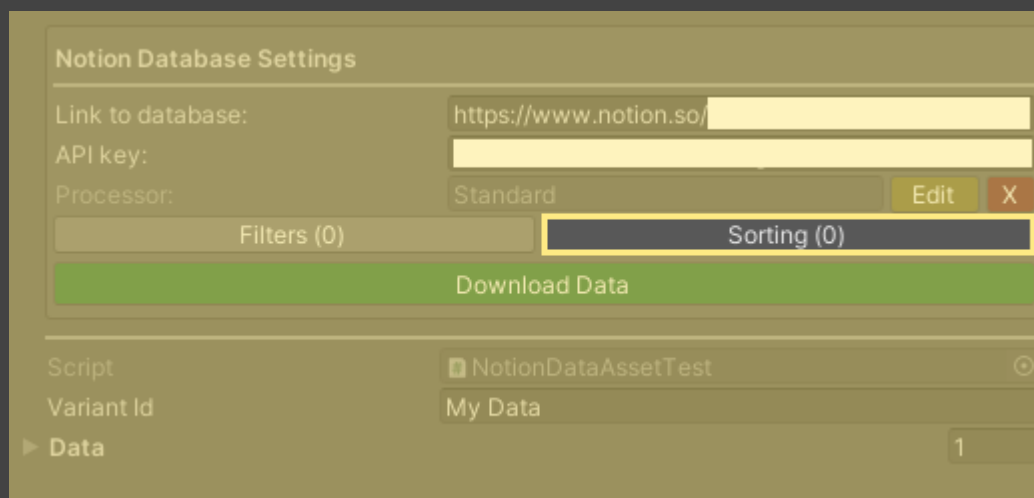 Notion Database Settings
Link to database: https://www.notion.so/
API key:
Processor: Standard Edit X
Filters (0) Sorting (0)
Download Data
Script # NotionDataAssetTest
Variant Id My Data
Data 1